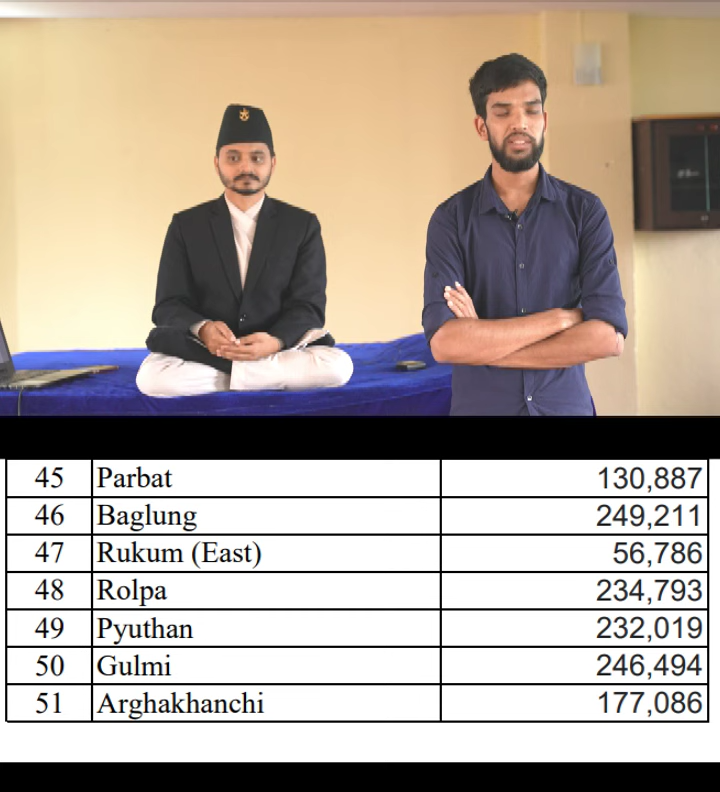 45 Parbat 130,887
46 Baglung 249,211
47 Rukum (East) 56,786
48 Rolpa 234,793
49 Pyuthan 232,019
50 Gulmi 246,494
51 Arghakhanchi 177,086